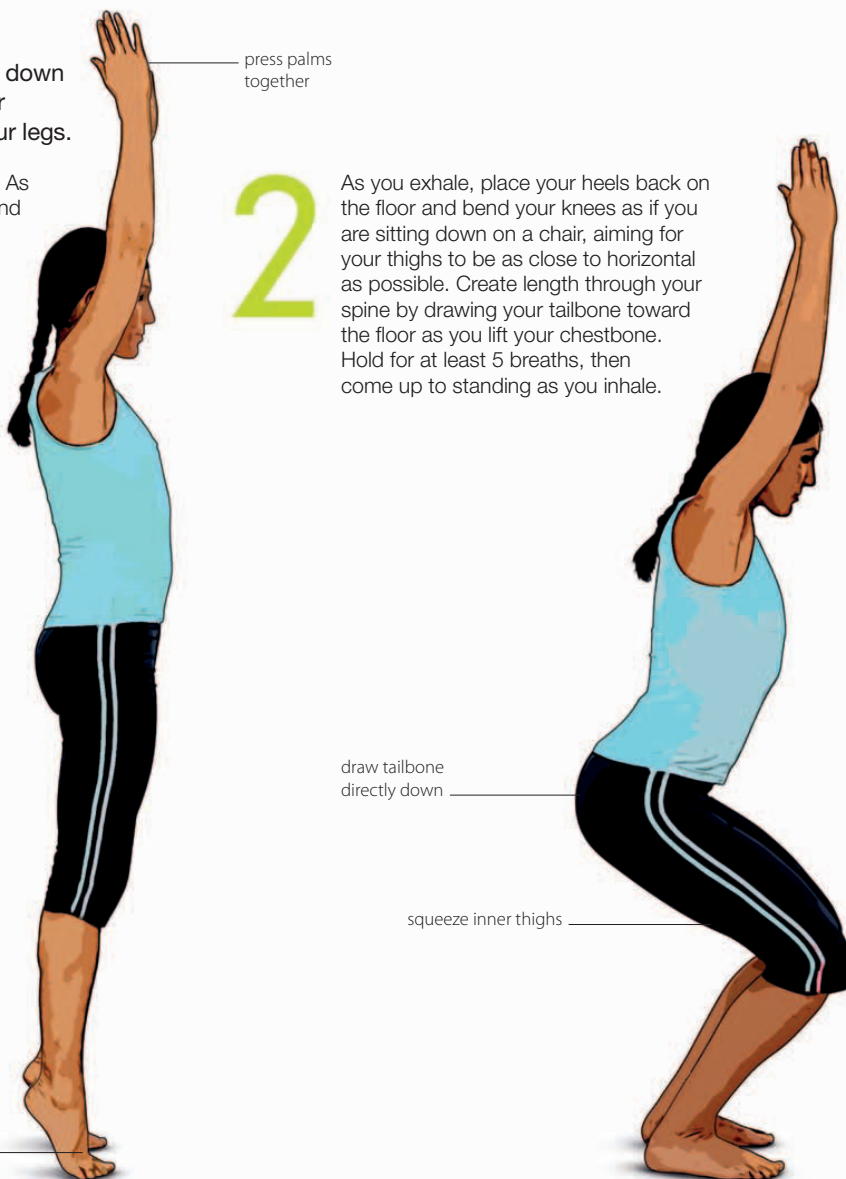 down
r
ur legs.
As
nd
press palms
together
2
As you exhale, place your heels back on
the floor and bend your knees as if you
are sitting down on a chair, aiming for
your thighs to be as close to horizontal
as possible. Create length through your
spine by drawing your tailbone toward
the floor as you lift your chestbone.
Hold for at least 5 breaths, then
come up to standing as you inhale.
draw tailbone
directly down
squeeze inner thighs